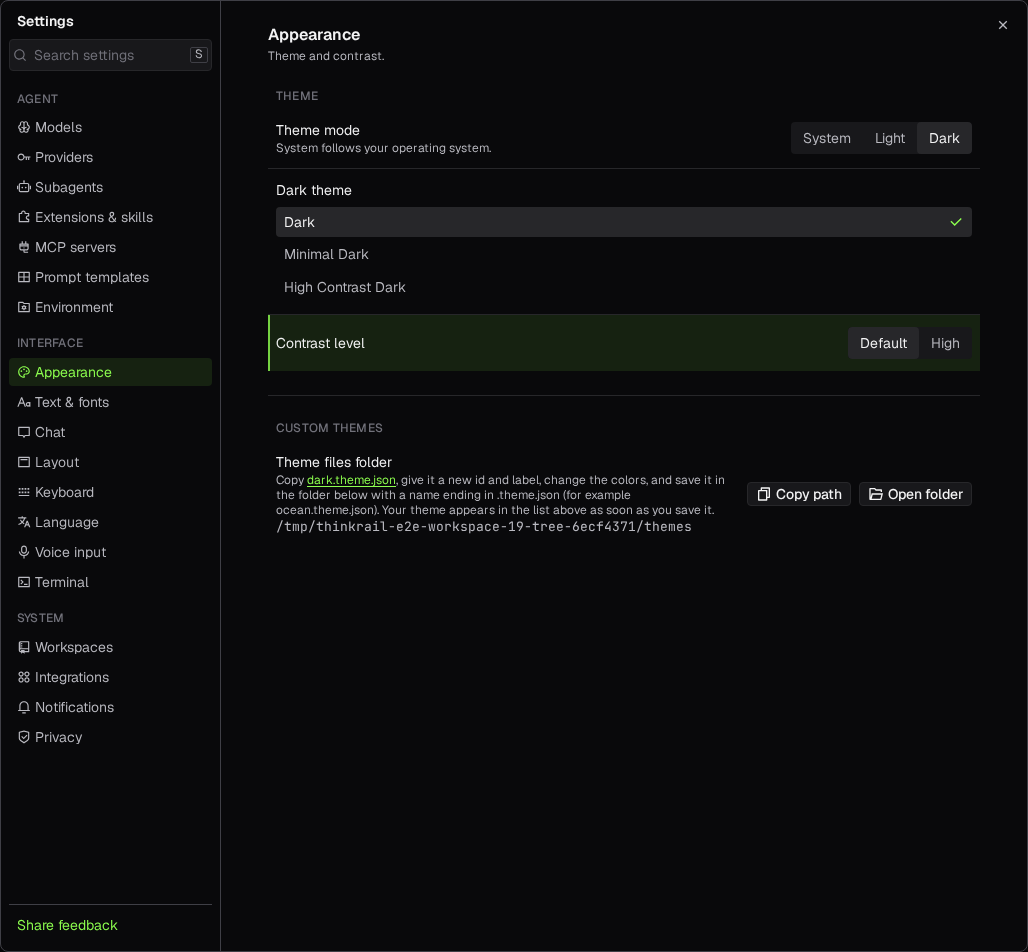 Settings
Search settings
S
AGENT
Models
Providers
Subagents
Extensions & skills
MCP servers
Prompt templates
Environment
INTERFACE
Appearance
Text & fonts
Chat
Layout
Keyboard
Language
Voice input
Terminal
SYSTEM
Workspaces
Integrations
Notifications
Privacy
Share feedback
Appearance
Theme and contrast.
THEME
Theme mode
System follows your operating system.
System Light Dark
Dark theme
Dark
Minimal Dark
High Contrast Dark
Contrast level
Default High
CUSTOM THEMES
Theme files folder
Copy dark.theme.json, give it a new id and label, change the colors, and save it in
the folder below with a name ending in .theme.json (for example
ocean.theme.json). Your theme appears in the list above as soon as you save it.
/tmp/thinkrail-e2e-workspace-19-tree-6ecf4371/themes
Copy path
Open folder